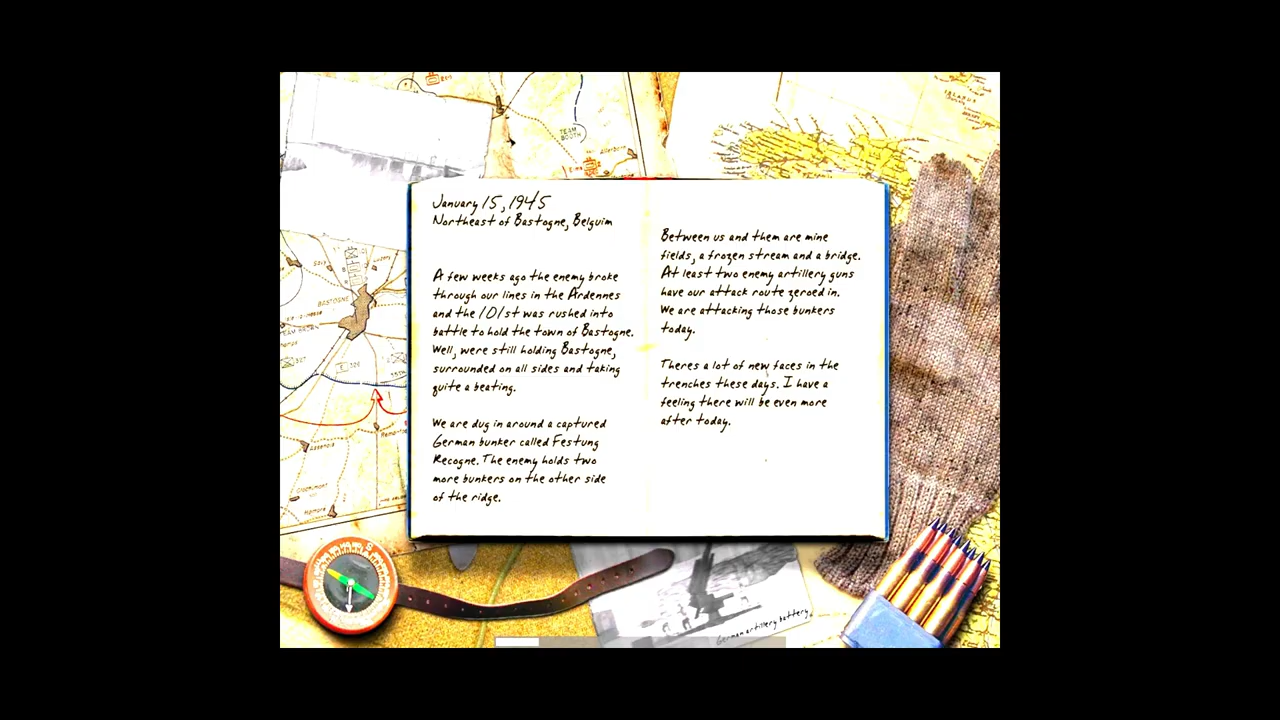 January 15, 1945
Northeast of Bastogne, Belguim
A few weeks ago the enemy broke
through our lines in the Ardennes
and the 101st was rushed into
battle to hold the town of Bastogne.
Well, were still holding Bastogne,
surrounded on all sides and taking
quite a beating.
We are dug in around a captured
German bunker called Festung
Recogne. The enemy holds two
more bunkers on the other side
of the ridge.
Between us and them are mine
fields, a frozen stream and a bridge.
At least two enemy artillery guns
have our attack route zeroed in.
We are attacking those bunkers
today.
Theres a lot of new faces in the
trenches these days. I have a
feeling there will be even more
after today.
TEAM
BOOTH
BASTOGNE
German artillery battery